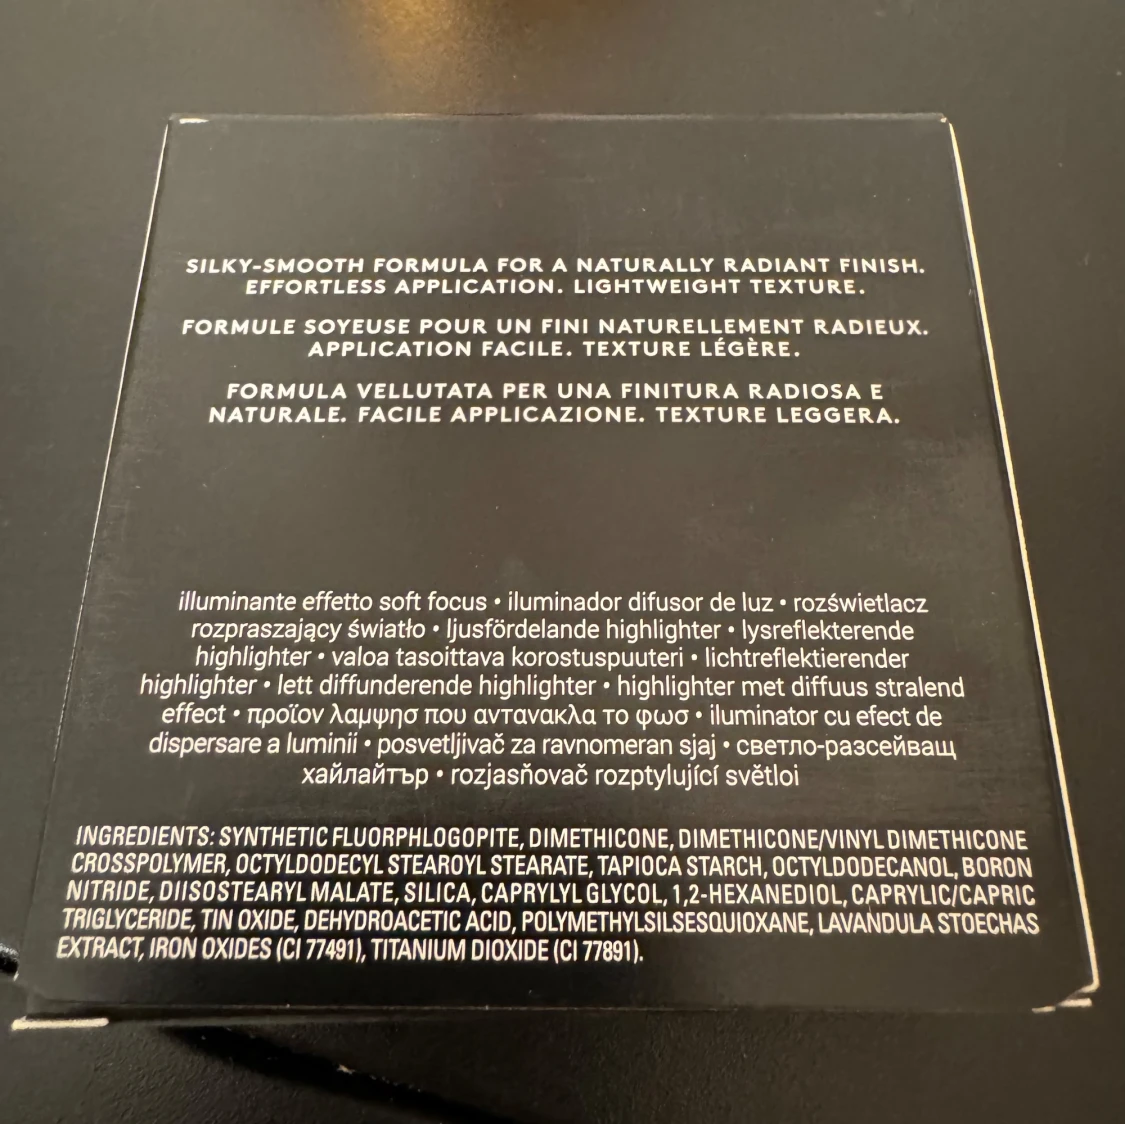 SILKY-SMOOTH FORMULA FOR A NATURALLY RADIANT FINISH.
EFFORTLESS APPLICATION. LIGHTWEIGHT TEXTURE.
FORMULE SOYEUSE POUR UN FINI NATURELLEMENT RADIEUX.
APPLICATION FACILE. TEXTURE LÉGÈRE.
FORMULA VELLUTATA PER UNA FINITURA RADIOSA E
NATURALE. FACILE APPLICAZIONE. TEXTURE LEGGERA.
illuminante effetto soft focus • iluminador difusor de luz • rozświetlacz
rozpraszający światło • ljusfördelande highlighter • lysreflekterende
highlighter • valoa tasoittava korostuspuuteri • lichtreflektierender
highlighter • lett diffunderende highlighter • highlighter met diffuus stralend
effect • προϊον λαμψησ που αντανακλα το φωσ • iluminator cu efect de
dispersare a luminii • posvetljivač za ravnomeran sjaj • светло-разсейващ
хайлайтър • rozjasňovač rozptylující světloi
INGREDIENTS: SYNTHETIC FLUORPHLOGOPITE, DIMETHICONE, DIMETHICONE/VINYL DIMETHICONE
CROSSPOLYMER, OCTYLDODECYL STEAROYL STEARATE, TAPIOCA STARCH, OCTYLDODECANOL, BORON
NITRIDE, DIISOSTEARYL MALATE, SILICA, CAPRYLYL GLYCOL, 1,2-HEXANEDIOL, CAPRYLIC/CAPRIC
TRIGLYCERIDE, TIN OXIDE, DEHYDROACETIC ACID, POLYMETHYLSILSESQUIOXANE, LAVANDULA STOECHAS
EXTRACT, IRON OXIDES (CI 77491), TITANIUM DIOXIDE (CI 77891).